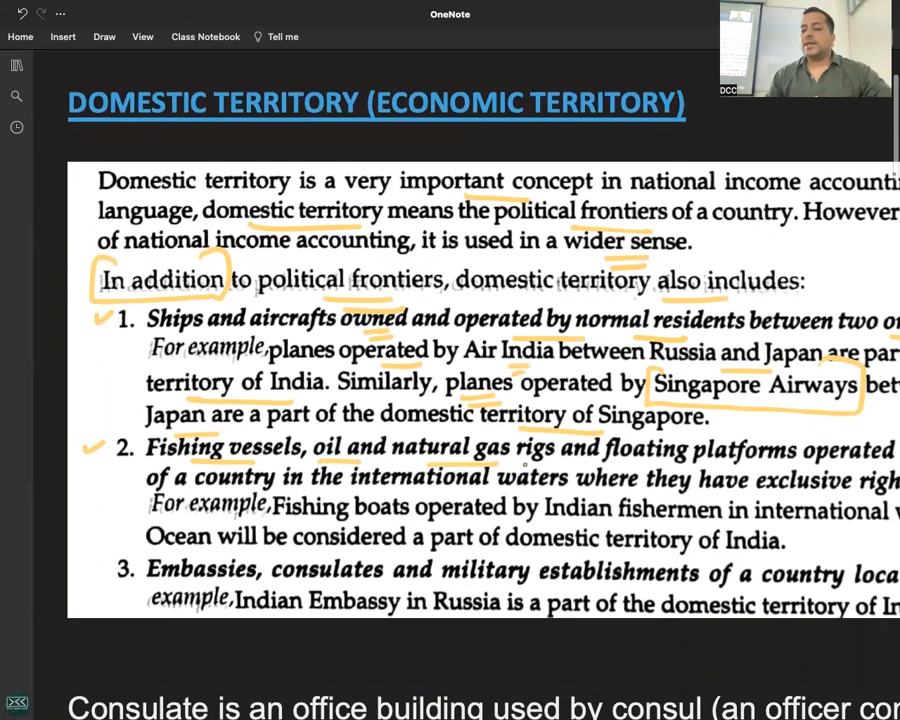 OneNote
Home Insert Draw View Class Notebook Tell me
DCC
DOMESTIC TERRITORY (ECONOMIC TERRITORY)
Domestic territory is a very important concept in national income accounti
language, domestic territory means the political frontiers of a country. However
of national income accounting, it is used in a wider sense.
In addition to political frontiers, domestic territory also includes:
1. Ships and aircrafts owned and operated by normal residents between two o
For example, planes operated by Air India between Russia and Japan are par
territory of India. Similarly, planes operated by Singapore Airways bet
Japan are a part of the domestic territory of Singapore.
2. Fishing vessels, oil and natural gas rigs and floating platforms operated
of a country in the international waters where they have exclusive righ
For example, Fishing boats operated by Indian fishermen in international
Ocean will be considered a part of domestic territory of India.
3. Embassies, consulates and military establishments of a country loca
example, Indian Embassy in Russia is a part of the domestic territory of In
Consulate is an office building used by consul (an officer co